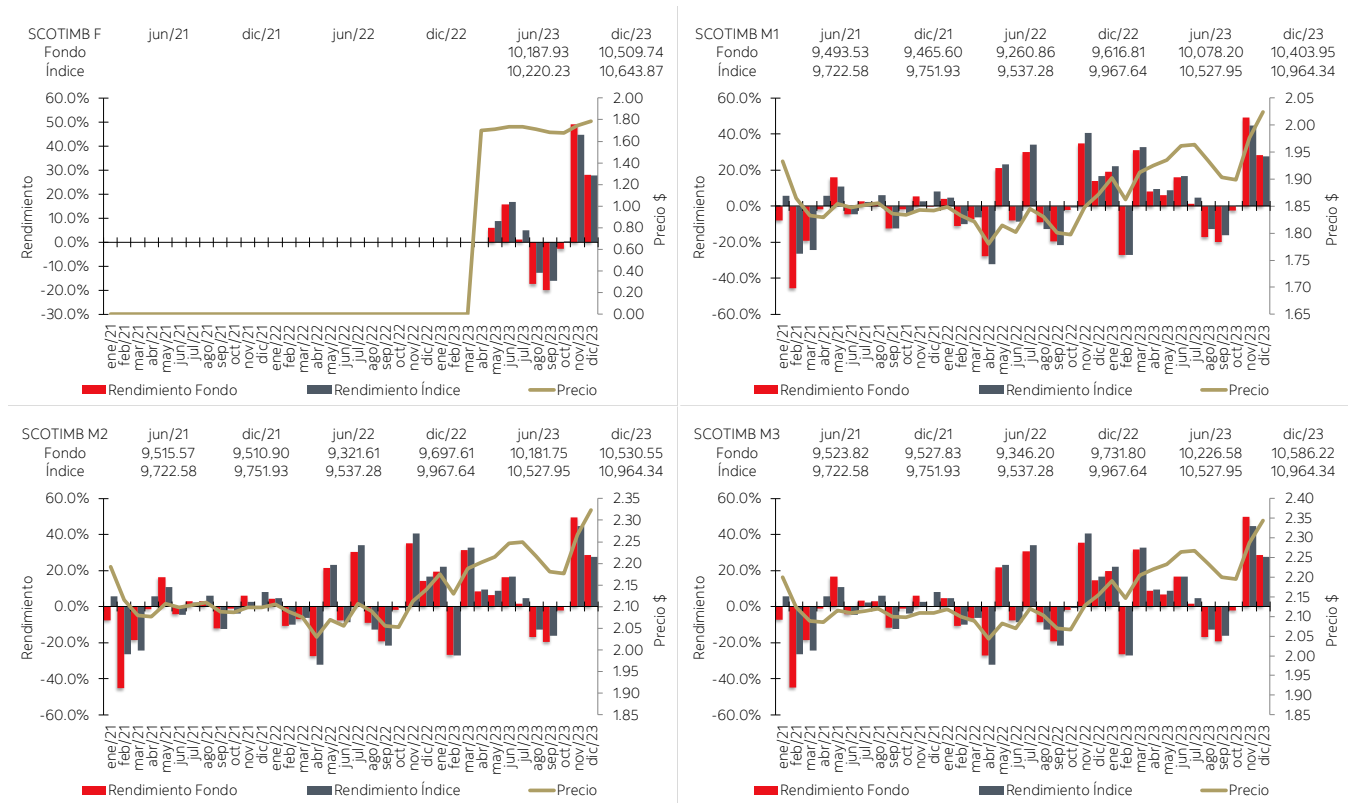 SCOTIMB F jun/21 dic/21 jun/22 dic/22 jun/23 dic/23
Fondo 10,187.93 10,509.74
Índice 10,220.23 10,643.87
60.0%
50.0%
40.0%
30.0%
20.0%
10.0%
0.0%
-10.0%
-20.0%
-30.0%
Rendimiento
2.00
1.80
1.60
1.40
1.20
1.00
0.80
0.60
0.40
0.20
0.00
Precio $
ene/21 feb/21 mar/21 abr/21 may/21 jun/21 jul/21 ago/21 sep/21 oct/21 nov/21 dic/21 ene/22 feb/22 mar/22 abr/22 may/22 jun/22 jul/22 ago/22 sep/22 oct/22 nov/22 dic/22 ene/23 feb/23 mar/23 abr/23 may/23 jun/23 jul/23 ago/23 sep/23 oct/23 nov/23 dic/23
Rendimiento Fondo Rendimiento Índice Precio
SCOTIMB M1 jun/21 dic/21 jun/22 dic/22 jun/23 dic/23
Fondo 9,493.53 9,465.60 9,260.86 9,616.81 10,078.20 10,403.95
Índice 9,722.58 9,751.93 9,537.28 9,967.64 10,527.95 10,964.34
60.0%
40.0%
20.0%
0.0%
-20.0%
-40.0%
-60.0%
Rendimiento
2.05
2.00
1.95
1.90
1.85
1.80
1.75
1.70
1.65
Precio $
ene/21 feb/21 mar/21 abr/21 may/21 jun/21 jul/21 ago/21 sep/21 oct/21 nov/21 dic/21 ene/22 feb/22 mar/22 abr/22 may/22 jun/22 jul/22 ago/22 sep/22 oct/22 nov/22 dic/22 ene/23 feb/23 mar/23 abr/23 may/23 jun/23 jul/23 ago/23 sep/23 oct/23 nov/23 dic/23
Rendimiento Fondo Rendimiento Índice Precio
SCOTIMB M2 jun/21 dic/21 jun/22 dic/22 jun/23 dic/23
Fondo 9,515.57 9,510.90 9,321.61 9,697.61 10,181.75 10,530.55
Índice 9,722.58 9,751.93 9,537.28 9,967.64 10,527.95 10,964.34
60.0%
40.0%
20.0%
0.0%
-20.0%
-40.0%
-60.0%
Rendimiento
2.35
2.30
2.25
2.20
2.15
2.10
2.05
2.00
1.95
1.90
1.85
Precio $
ene/21 feb/21 mar/21 abr/21 may/21 jun/21 jul/21 ago/21 sep/21 oct/21 nov/21 dic/21 ene/22 feb/22 mar/22 abr/22 may/22 jun/22 jul/22 ago/22 sep/22 oct/22 nov/22 dic/22 ene/23 feb/23 mar/23 abr/23 may/23 jun/23 jul/23 ago/23 sep/23 oct/23 nov/23 dic/23
Rendimiento Fondo Rendimiento Índice Precio
SCOTIMB M3 jun/21 dic/21 jun/22 dic/22 jun/23 dic/23
Fondo 9,523.82 9,527.83 9,346.20 9,731.80 10,226.58 10,586.22
Índice 9,722.58 9,751.93 9,537.28 9,967.64 10,527.95 10,964.34
60.0%
40.0%
20.0%
0.0%
-20.0%
-40.0%
-60.0%
Rendimiento
2.40
2.35
2.30
2.25
2.20
2.15
2.10
2.05
2.00
1.95
1.90
1.85
Precio $
ene/21 feb/21 mar/21 abr/21 may/21 jun/21 jul/21 ago/21 sep/21 oct/21 nov/21 dic/21 ene/22 feb/22 mar/22 abr/22 may/22 jun/22 jul/22 ago/22 sep/22 oct/22 nov/22 dic/22 ene/23 feb/23 mar/23 abr/23 may/23 jun/23 jul/23 ago/23 sep/23 oct/23 nov/23 dic/23
Rendimiento Fondo Rendimiento Índice Precio